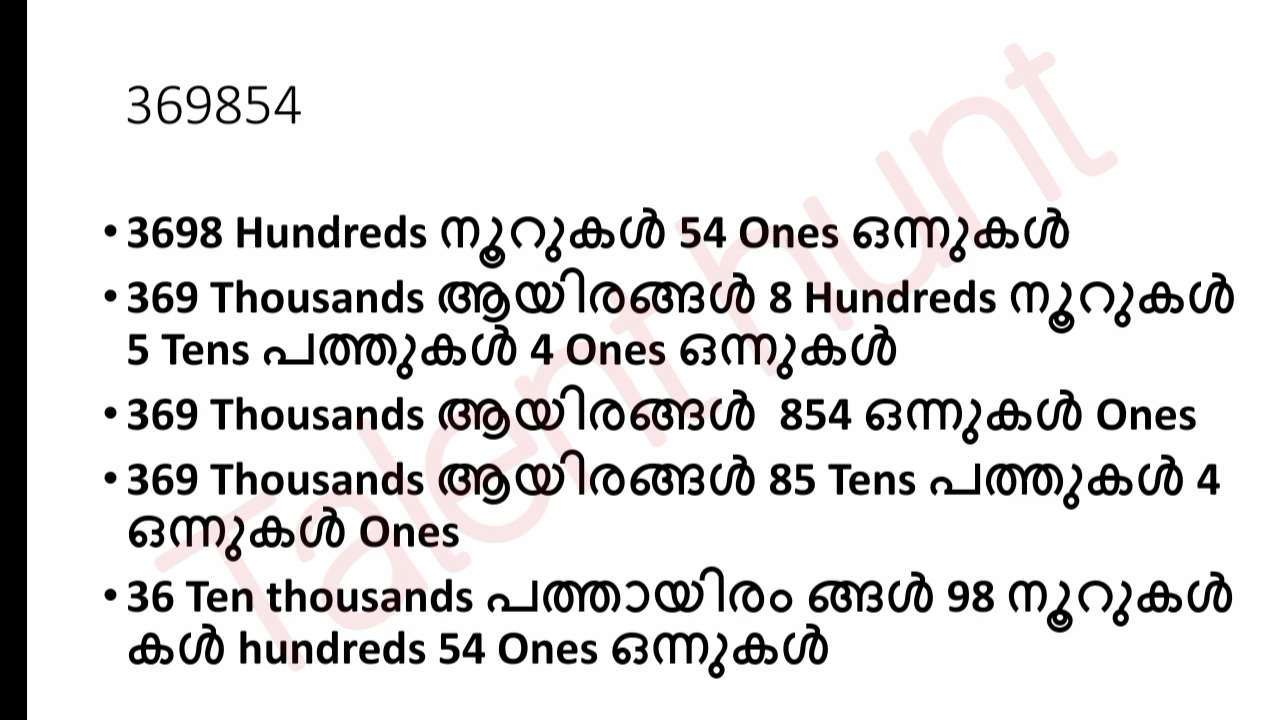 369854
• 3698 Hundreds നൂറുകൾ 54 Ones ഒന്നുകൾ
• 369 Thousands ആയിരങ്ങൾ 8 Hundreds നൂറുകൾ
5 Tens പത്തുകൾ 4 Ones ഒന്നുകൾ
• 369 Thousands ആയിരങ്ങൾ 854 ഒന്നുകൾ Ones
• 369 Thousands ആയിരങ്ങൾ 85 Tens പത്തുകൾ 4
ഒന്നുകൾ Ones
• 36 Ten thousands പത്തായിരം ങ്ങൾ 98 നൂറുകൾ
കൾ hundreds 54 Ones ഒന്നുകൾ
Talent hunt